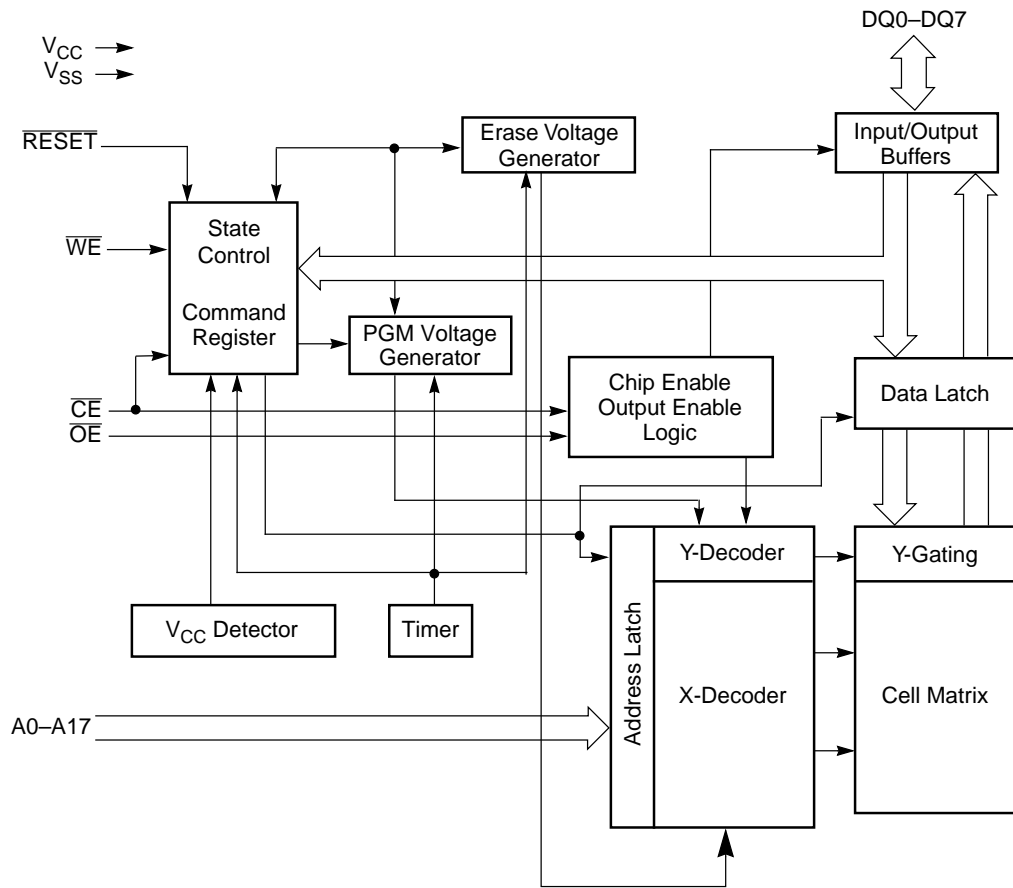 DQ0–DQ7
VCC
VSS
RESET
Erase Voltage
Generator
Input/Output
Buffers
WE
State
Control
Command
Register
PGM Voltage
Generator
CE
OE
Chip Enable
Output Enable
Logic
Data Latch
Y-Decoder
Y-Gating
VCC Detector
Timer
Address Latch
X-Decoder
Cell Matrix
A0–A17